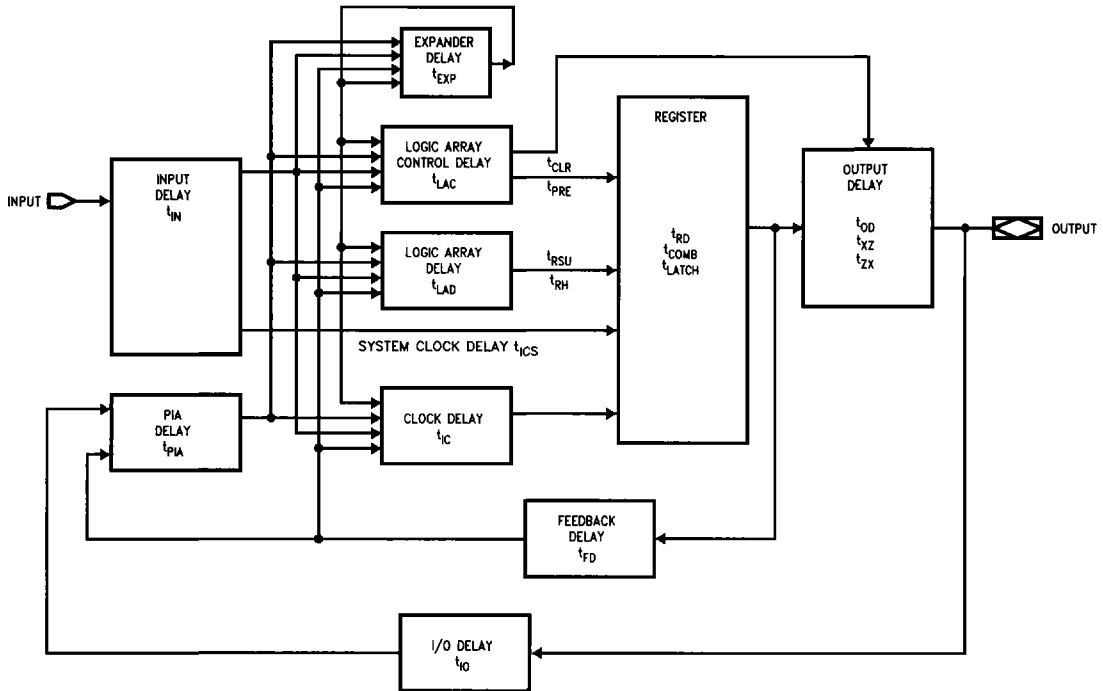 EXPANDER
DELAY
tEXP
LOGIC ARRAY
CONTROL DELAY
tLAC
tCLR
tPRE
REGISTER
tRD
tCOMB
tLATCH
OUTPUT
DELAY
tOD
tXZ
tZX
OUTPUT
INPUT
INPUT
DELAY
tIN
LOGIC ARRAY
DELAY
tLAD
tRSU
tRH
SYSTEM CLOCK DELAY tICS
PIA
DELAY
tPIA
CLOCK DELAY
tIC
FEEDBACK
DELAY
tFD
I/O DELAY
tIO